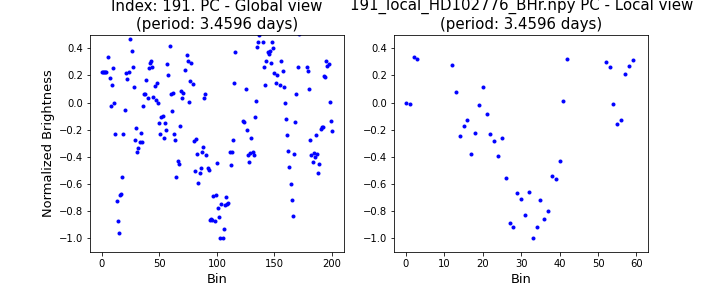 Index: 191. PC - Global view
(period: 3.4596 days)
191_local_HD102776_BHr.npy PC - Local view
(period: 3.4596 days)
Normalized Brightness
0.4
0.2
0.0
−0.2
−0.4
−0.6
−0.8
−1.0
0 50 100 150 200
Bin
0.4
0.2
0.0
−0.2
−0.4
−0.6
−0.8
−1.0
0 10 20 30 40 50 60
Bin